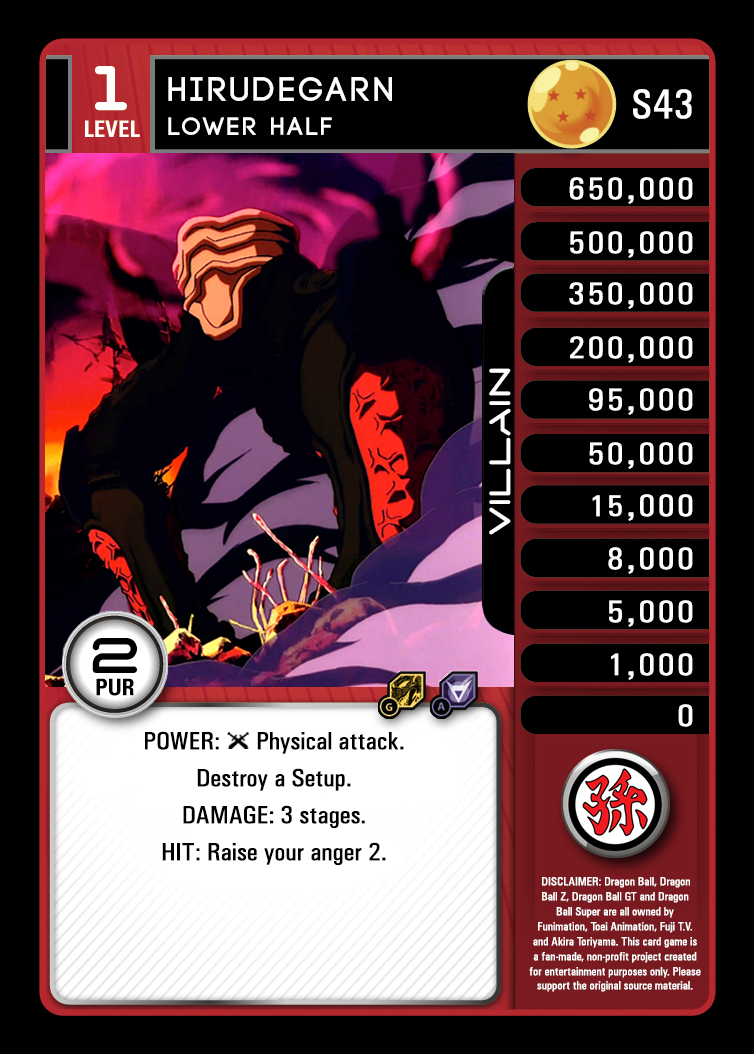 1
LEVEL
HIRUDEGARN
LOWER HALF
S43
650,000
500,000
350,000
200,000
95,000
50,000
15,000
8,000
5,000
1,000
0
VILLAIN
2
PUR
G
A
POWER: Physical attack.
Destroy a Setup.
DAMAGE: 3 stages.
HIT: Raise your anger 2.
孫
DISCLAIMER: Dragon Ball, Dragon
Ball Z, Dragon Ball GT and Dragon
Ball Super are all owned by
Funimation, Toei Animation, Fuji T.V.
and Akira Toriyama. This card game is
a fan-made, non-profit project created
for entertainment purposes only. Please
support the original source material.